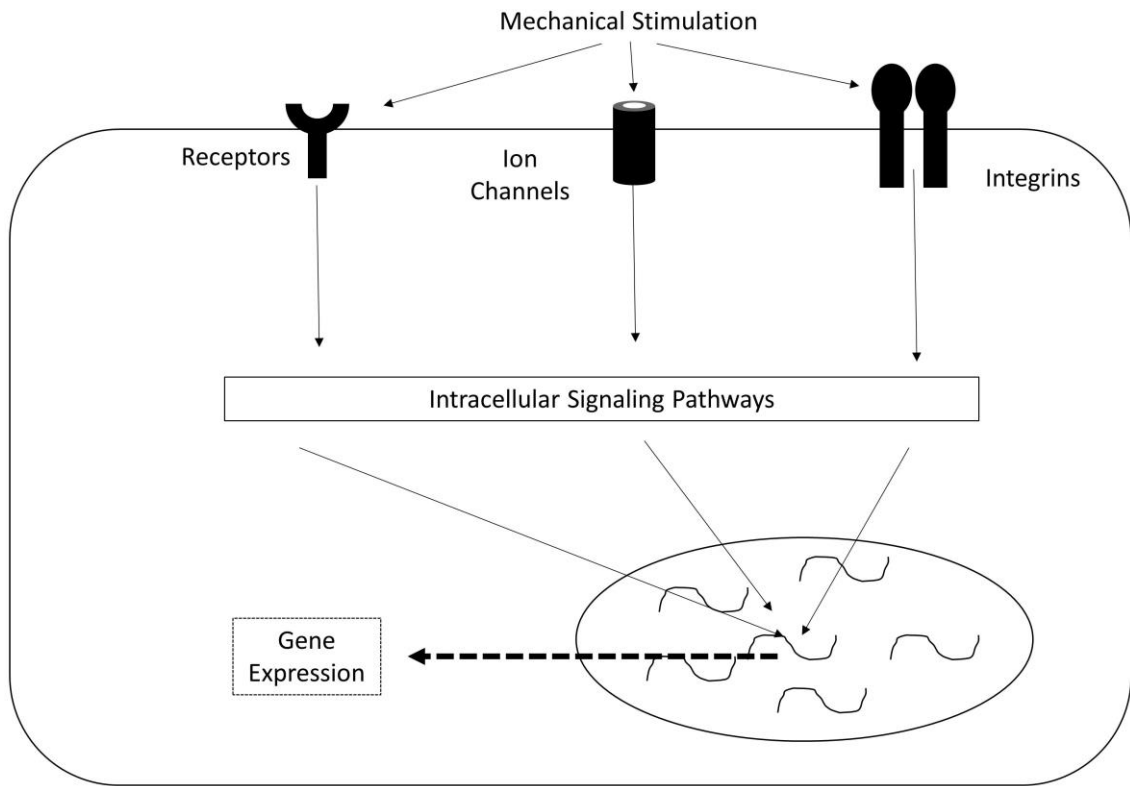 Mechanical Stimulation
Receptors
Ion
Channels
Integrins
Intracellular Signaling Pathways
Gene
Expression